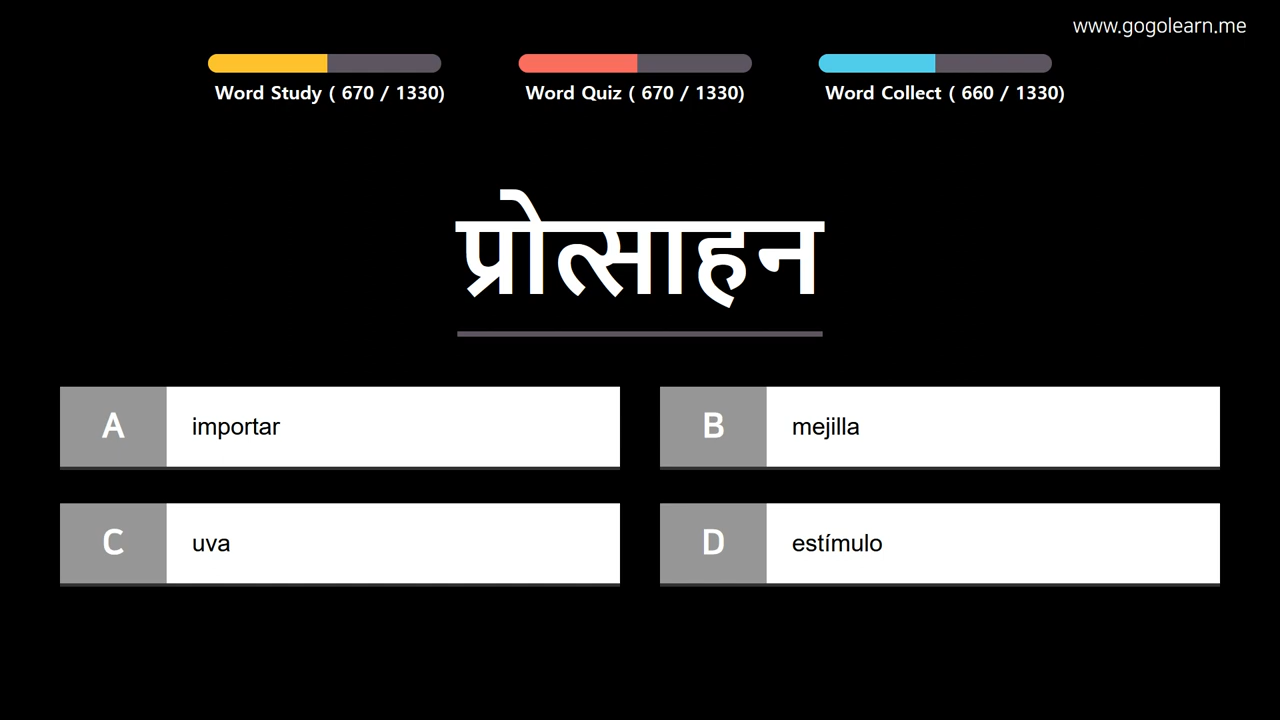 www.gogolearn.me
Word Study ( 670 / 1330)
Word Quiz ( 670 / 1330)
Word Collect ( 660 / 1330)
प्रोत्साहन
A importar
B mejilla
C uva
D estímulo